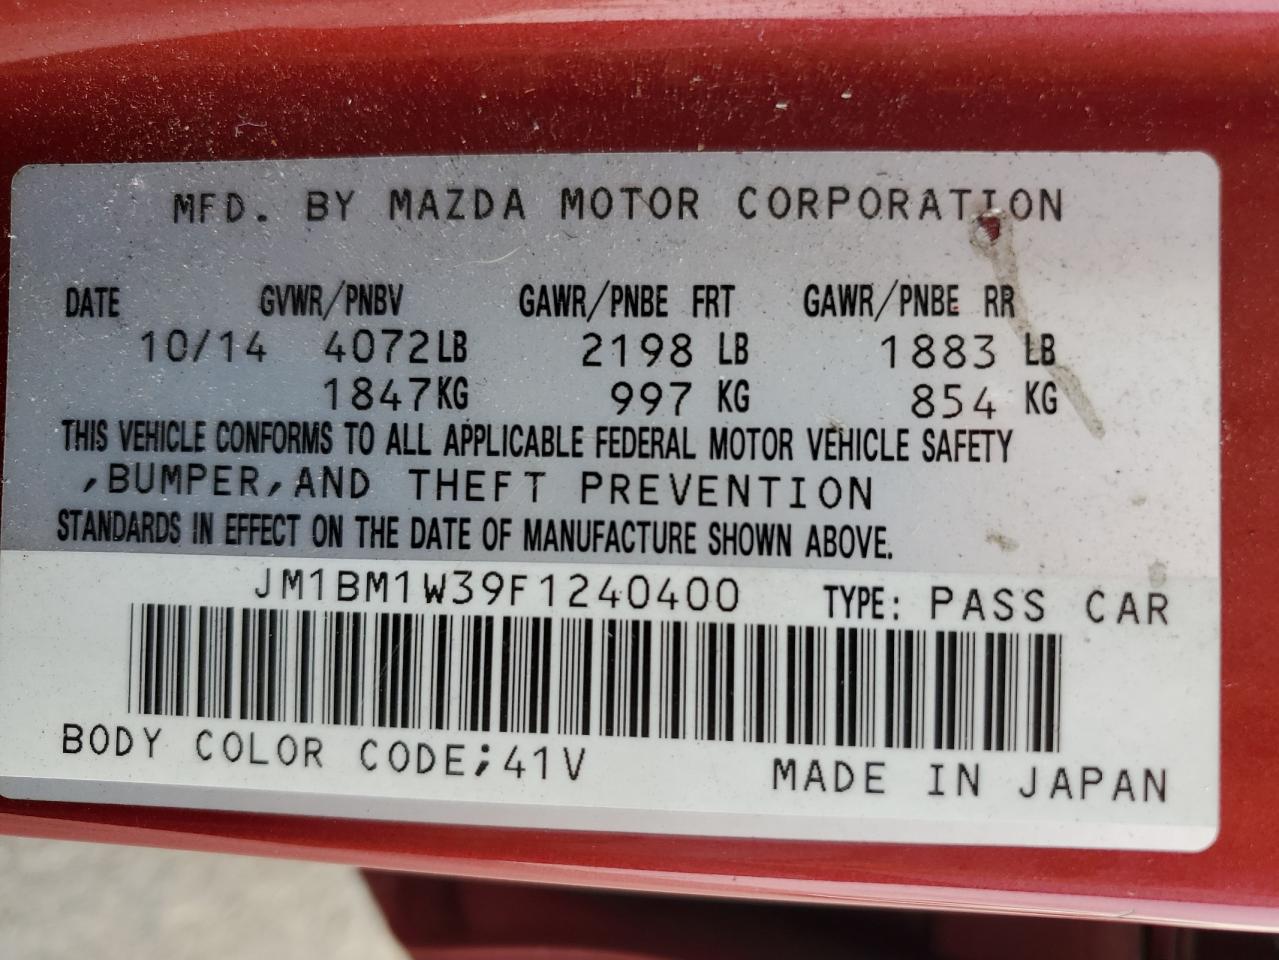 MFD. BY MAZDA MOTOR CORPORATION
DATE GVWR/PNBV GAWR/PNBE FRT GAWR/PNBE RR
10/14 4072LB 2198 LB 1883 LB
1847KG 997 KG 854 KG
THIS VEHICLE CONFORMS TO ALL APPLICABLE FEDERAL MOTOR VEHICLE SAFETY
,BUMPER,AND THEFT PREVENTION
STANDARDS IN EFFECT ON THE DATE OF MANUFACTURE SHOWN ABOVE.
JM1BM1W39F1240400 TYPE: PASS CAR
BODY COLOR CODE;41V MADE IN JAPAN